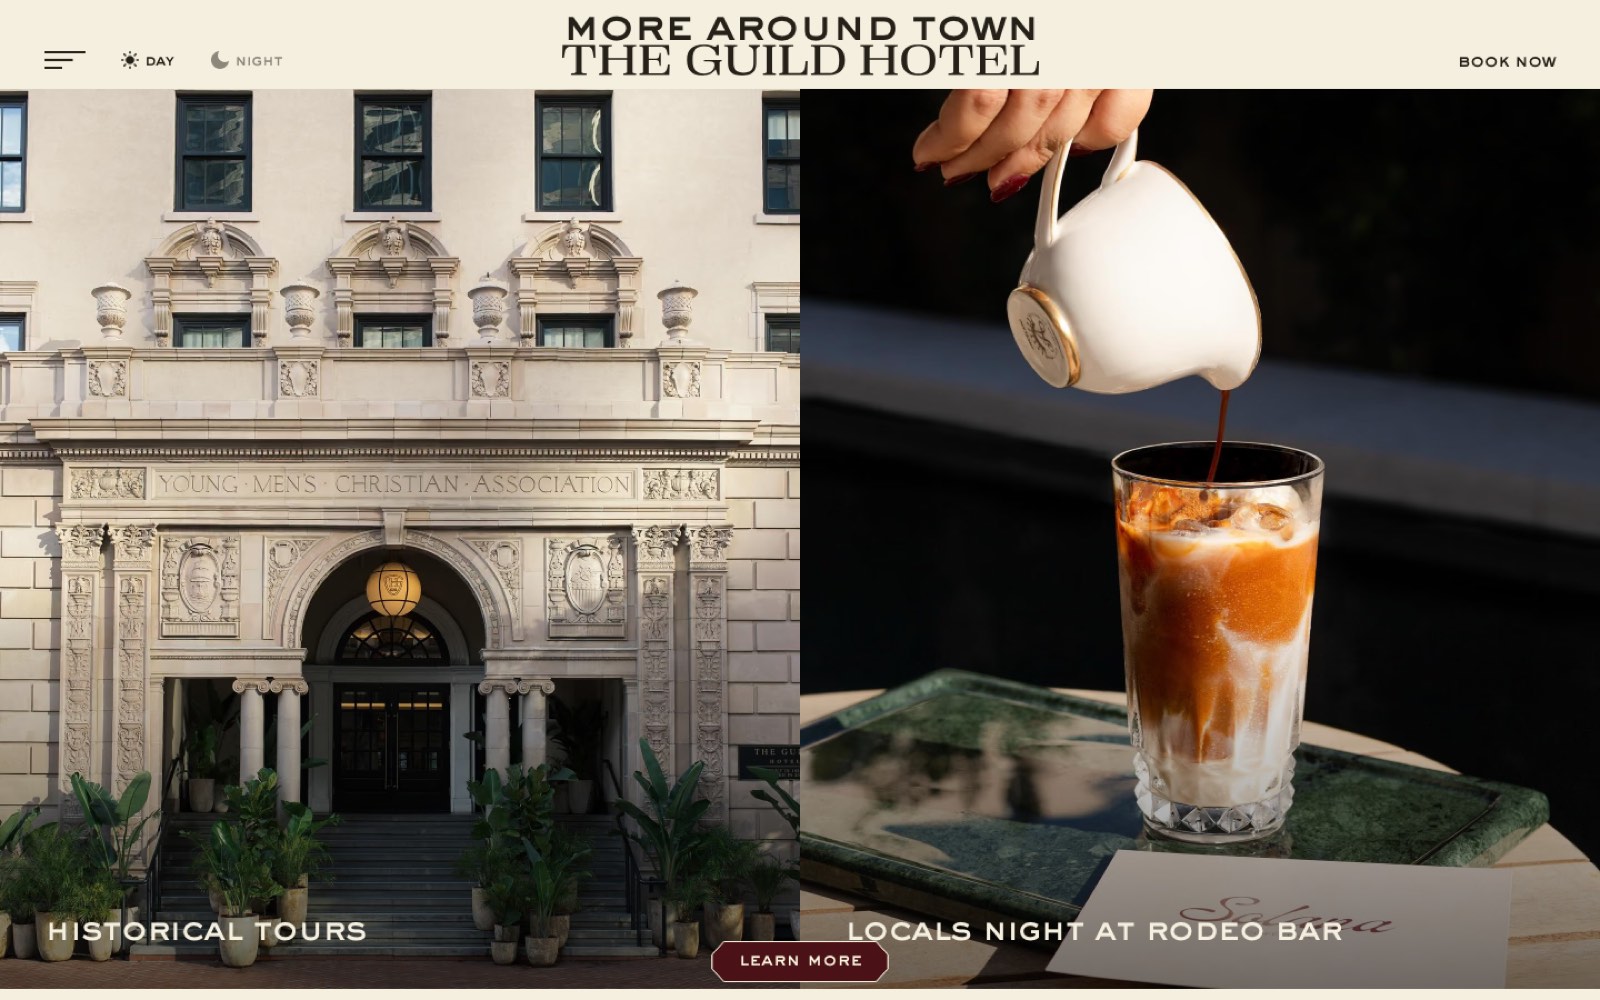 MORE AROUND TOWN
THE GUILD HOTEL
DAY
NIGHT
BOOK NOW
YOUNG · MEN'S · CHRISTIAN · ASSOCIATION
HISTORICAL TOURS
LOCALS NIGHT AT RODEO BAR
Solana
LEARN MORE